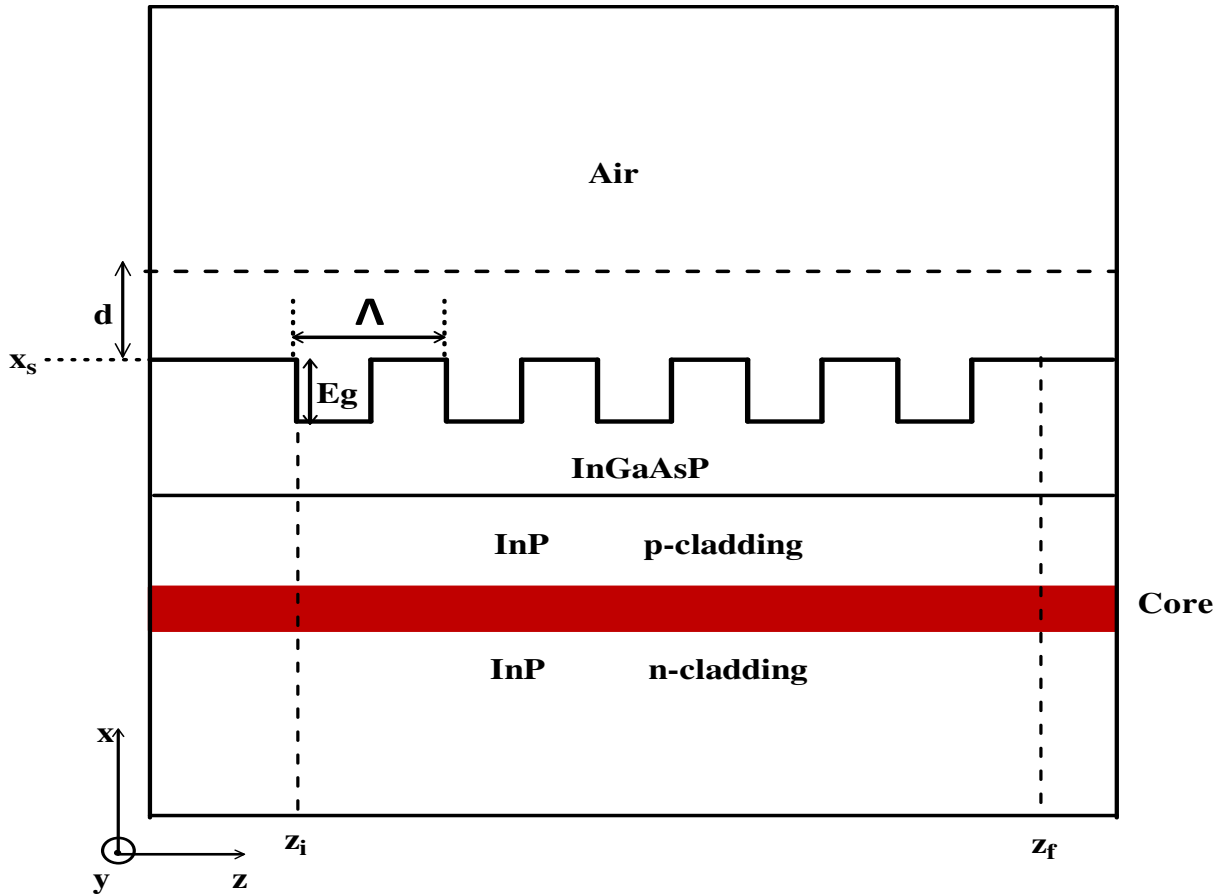 Air
d
Λ
xs
Eg
InGaAsP
InP p-cladding
Core
InP n-cladding
x
zi
zf
y z